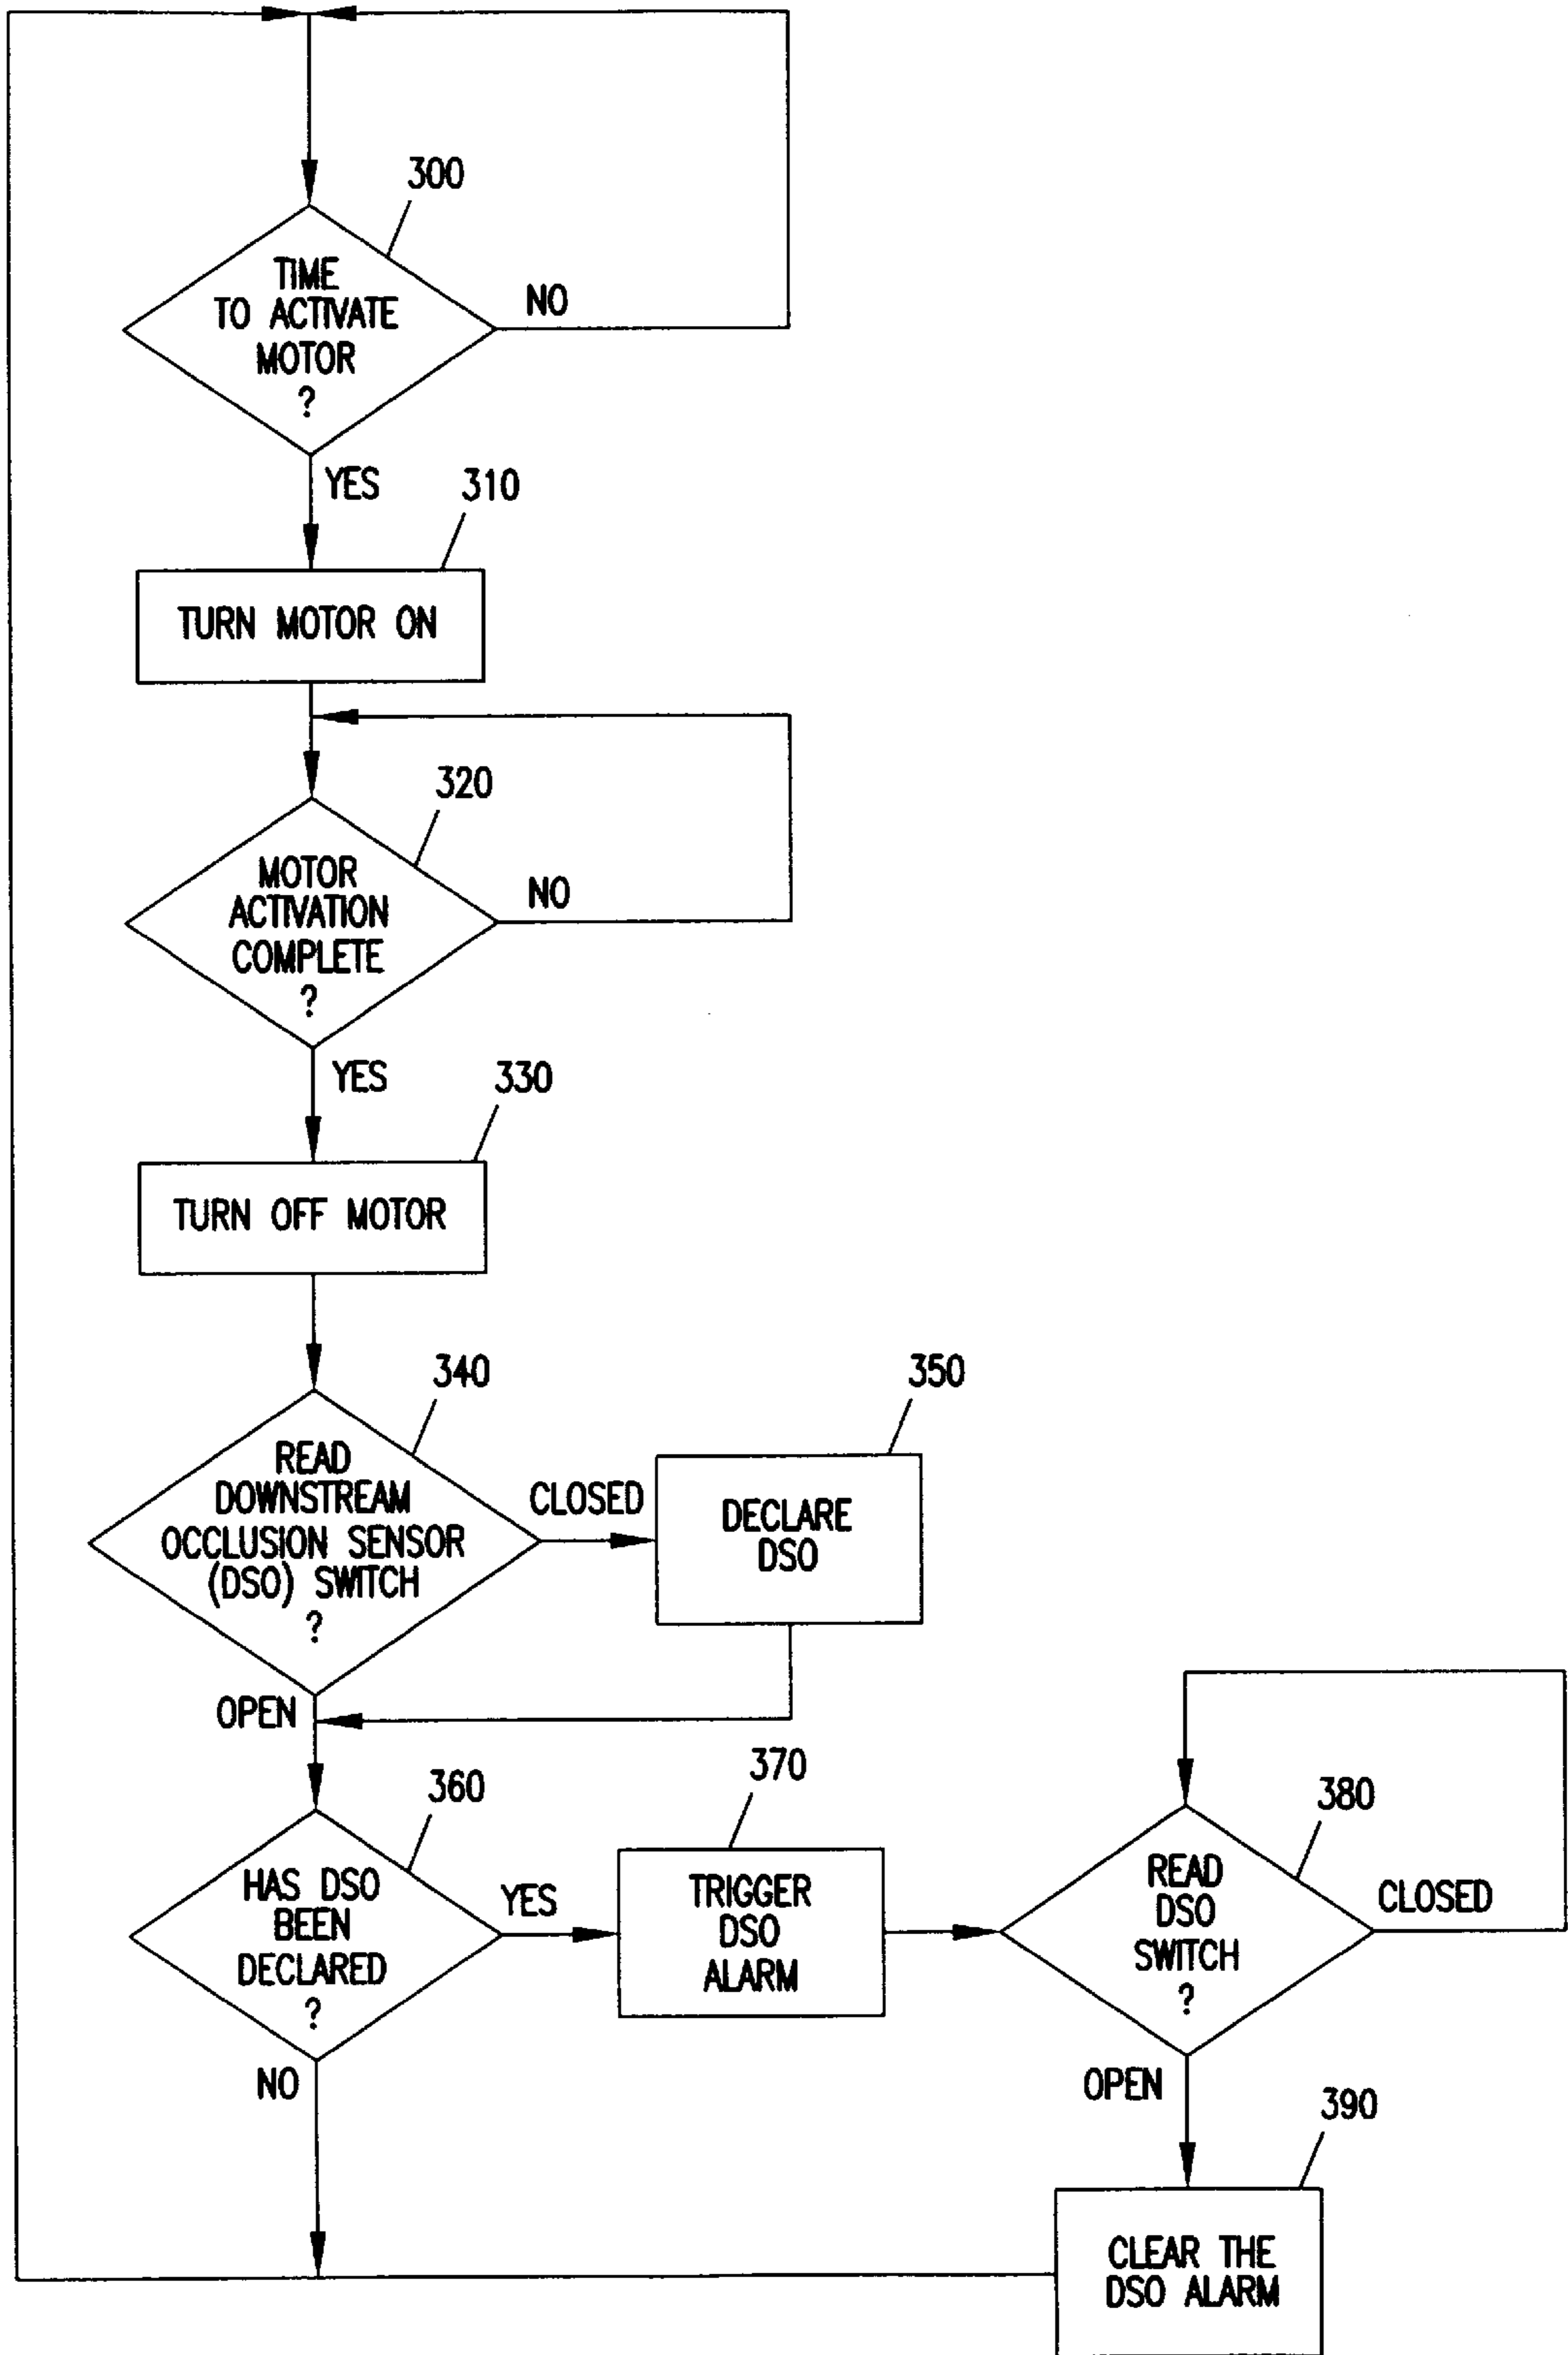 300
TIME
TO ACTIVATE
MOTOR
?
NO
YES
310
TURN MOTOR ON
320
MOTOR
ACTIVATION
COMPLETE
?
NO
YES
330
TURN OFF MOTOR
340
READ
DOWNSTREAM
OCCLUSION SENSOR
(DSO) SWITCH
?
CLOSED
350
DECLARE
DSO
OPEN
360
HAS DSO
BEEN
DECLARED
?
YES
370
TRIGGER
DSO
ALARM
380
READ
DSO
SWITCH
?
CLOSED
NO
OPEN
390
CLEAR THE
DSO ALARM